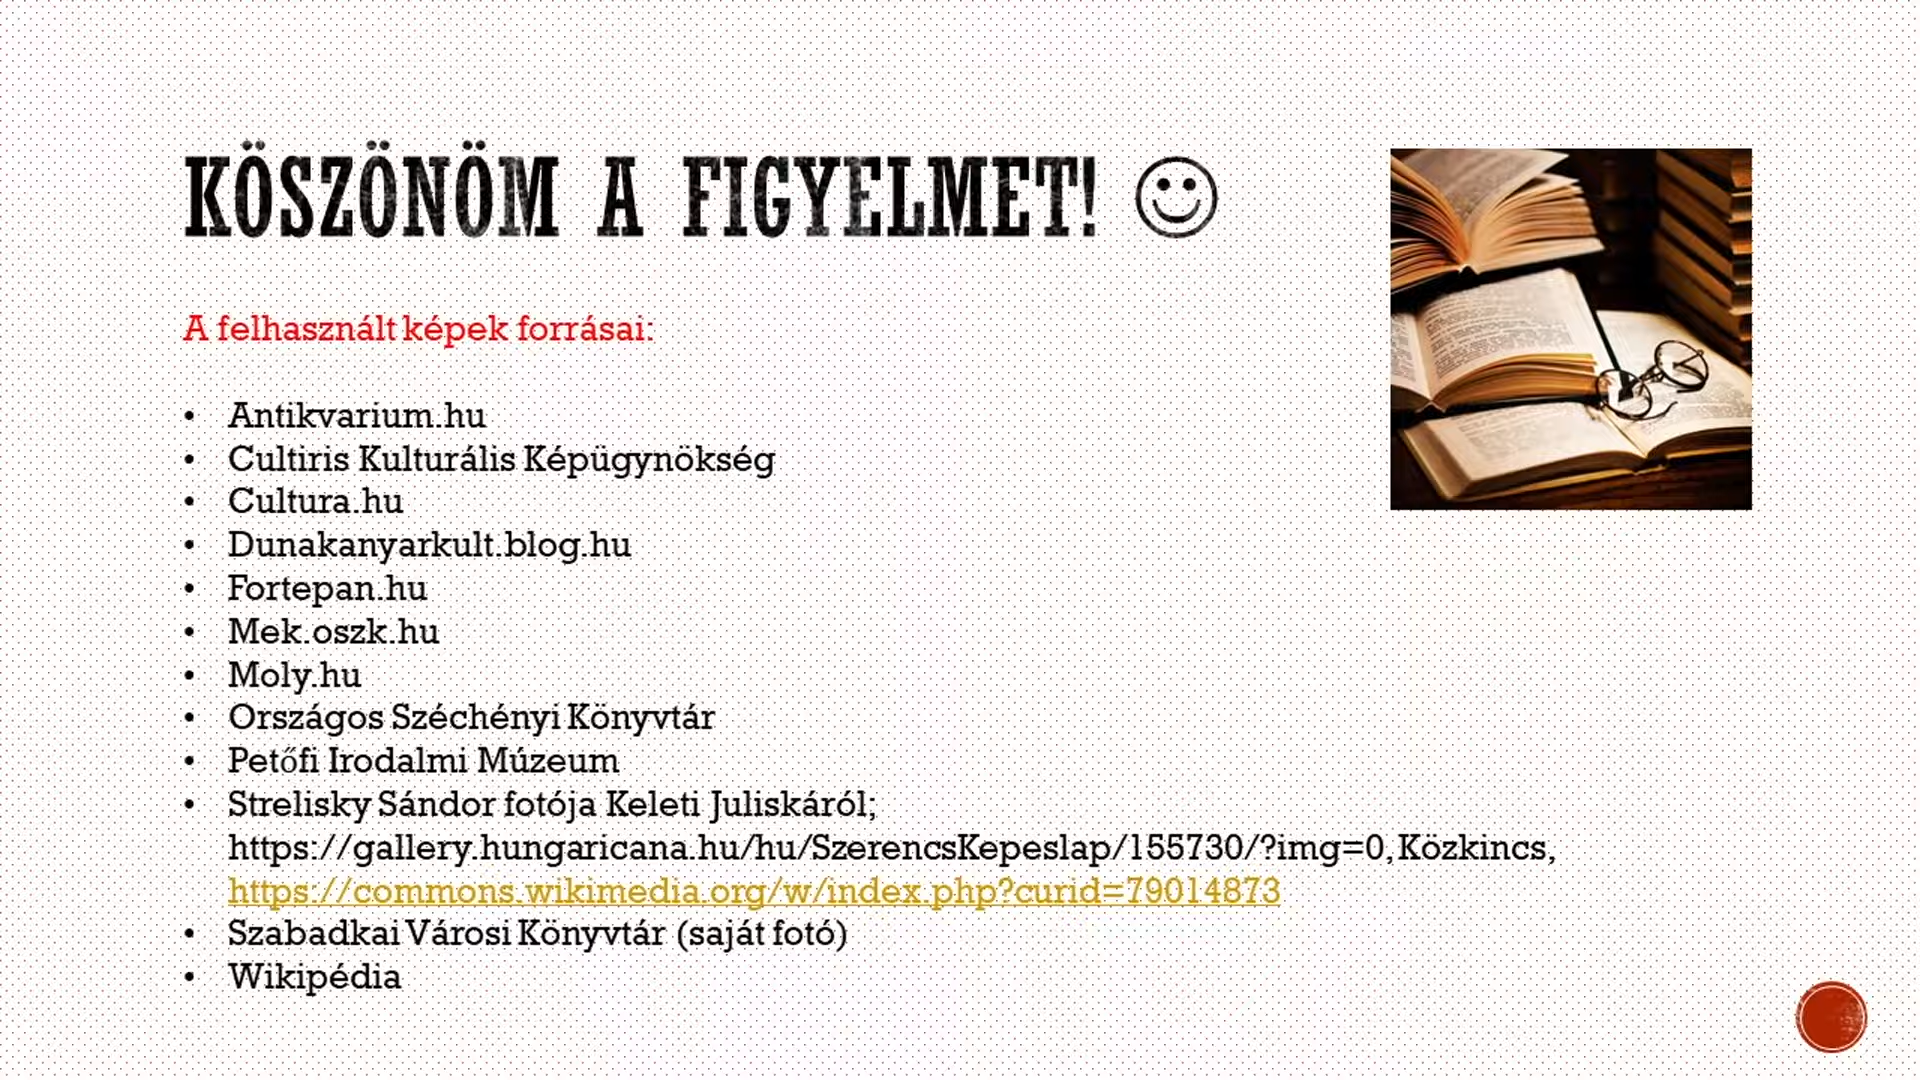 KÖSZÖNÖM A FIGYELMET! ☺
A felhasznált képek forrásai:
• Antikvarium.hu
• Cultiris Kulturális Képügynökség
• Cultura.hu
• Dunakanyarkult.blog.hu
• Fortepan.hu
• Mek.oszk.hu
• Moly.hu
• Országos Széchényi Könyvtár
• Petőfi Irodalmi Múzeum
• Strelisky Sándor fotója Keleti Juliskáról;
https://gallery.hungaricana.hu/hu/SzerencsKepeslap/155730/?img=0, Közkincs,
https://commons.wikimedia.org/w/index.php?curid=79014873
• Szabadkai Városi Könyvtár (saját fotó)
• Wikipédia